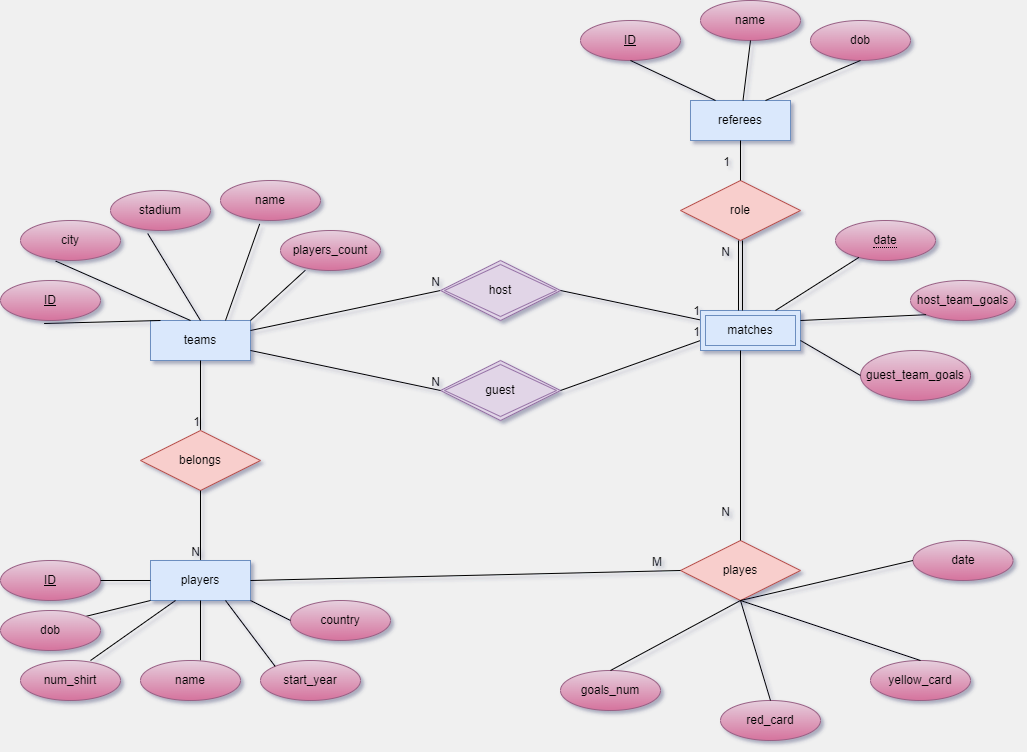 name
ID
dob
referees
1
role
N
name
stadium
city
players_count
date
ID
N
host
host_team_goals
1
teams
matches
1
N
guest
guest_team_goals
1
belongs
N
N
M
ID
players
playes
date
dob
country
num_shirt
name
start_year
goals_num
yellow_card
red_card